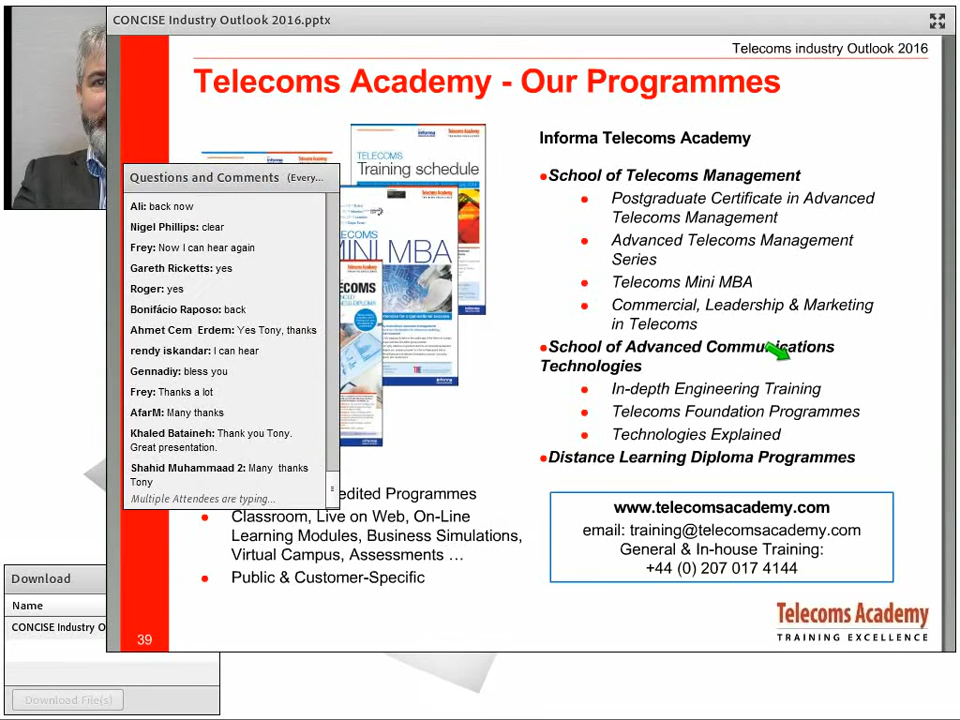 CONCISE Industry Outlook 2016.pptx
Telecoms industry Outlook 2016
Telecoms Academy - Our Programmes
informa
Telecoms Academy
TELECOMS
Training schedule
MINI MBA
Informa Telecoms Academy
School of Telecoms Management
Postgraduate Certificate in Advanced
Telecoms Management
Advanced Telecoms Management
Series
Telecoms Mini MBA
Commercial, Leadership & Marketing
in Telecoms
School of Advanced Communications
Technologies
In-depth Engineering Training
Telecoms Foundation Programmes
Technologies Explained
Distance Learning Diploma Programmes
Questions and Comments (Every...
Ali: back now
Nigel Phillips: clear
Frey: Now I can hear again
Gareth Ricketts: yes
Roger: yes
Bonifácio Raposo: back
Ahmet Cem Erdem: Yes Tony, thanks
rendy iskandar: I can hear
Gennadiy: bless you
Frey: Thanks a lot
AfarM: Many thanks
Khaled Bataineh: Thank you Tony.
Great presentation.
Shahid Muhammaad 2: Many thanks
Tony
Multiple Attendees are typing...
edited Programmes
Classroom, Live on Web, On-Line
Learning Modules, Business Simulations,
Virtual Campus, Assessments ...
Public & Customer-Specific
www.telecomsacademy.com
email: training@telecomsacademy.com
General & In-house Training:
+44 (0) 207 017 4144
Telecoms Academy
TRAINING EXCELLENCE
39
Download
Name
CONCISE Industry O
Download File(s)